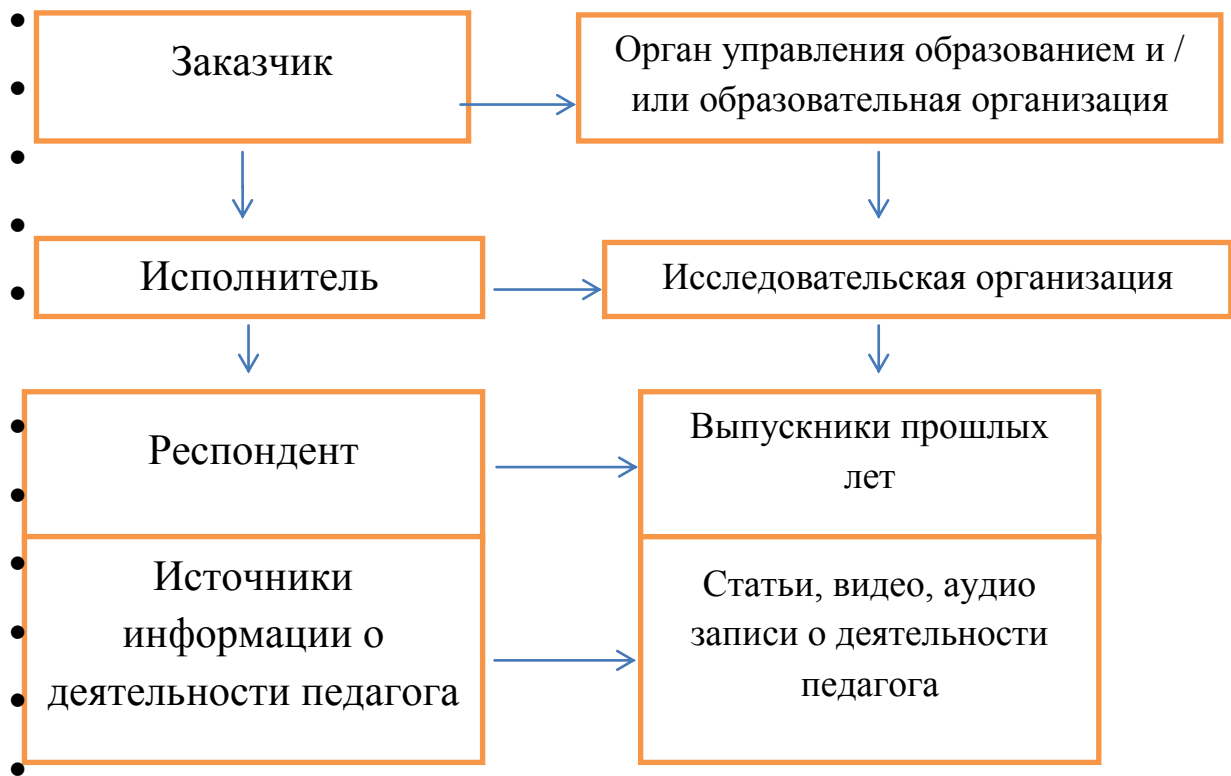 Заказчик
Орган управления образованием и /
или образовательная организация
Исполнитель
Исследовательская организация
Респондент
Выпускники прошлых
лет
Источники
информации о
деятельности педагога
Статьи, видео, аудио
записи о деятельности
педагога